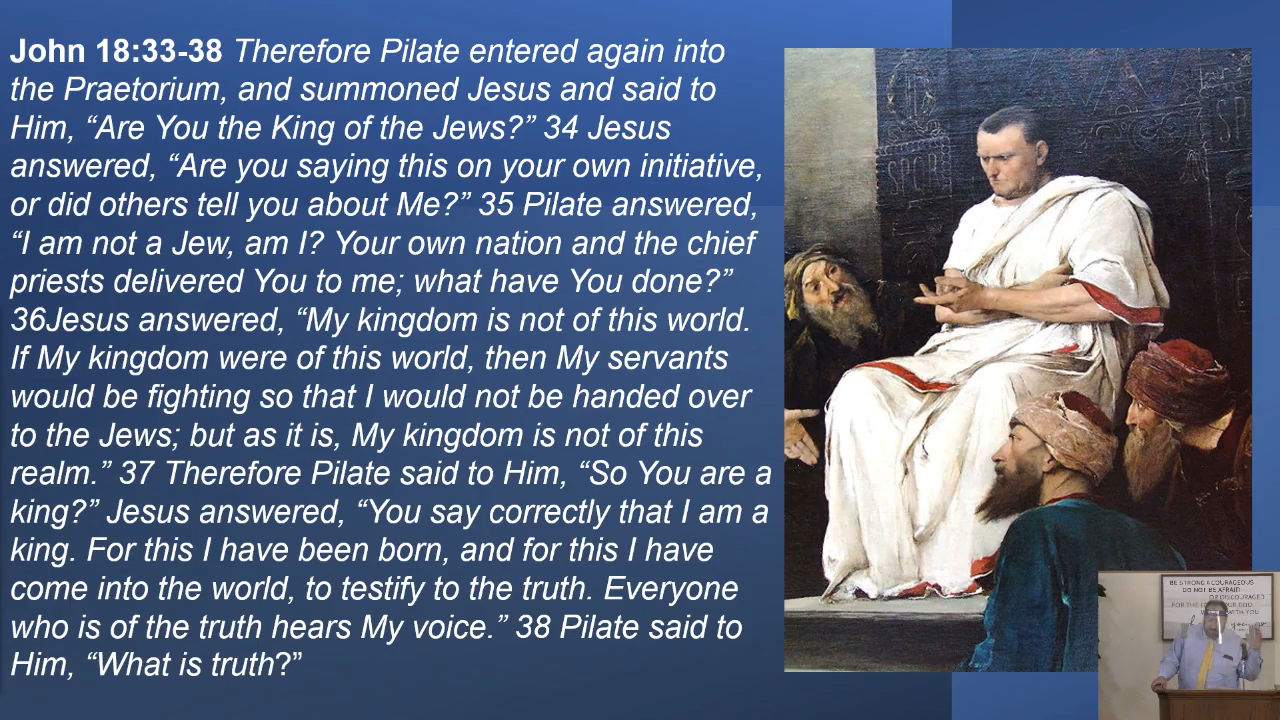 John 18:33-38 Therefore Pilate entered again into
the Praetorium, and summoned Jesus and said to
Him, “Are You the King of the Jews?” 34 Jesus
answered, “Are you saying this on your own initiative,
or did others tell you about Me?” 35 Pilate answered,
“I am not a Jew, am I? Your own nation and the chief
priests delivered You to me; what have You done?”
36Jesus answered, “My kingdom is not of this world.
If My kingdom were of this world, then My servants
would be fighting so that I would not be handed over
to the Jews; but as it is, My kingdom is not of this
realm.” 37 Therefore Pilate said to Him, “So You are a
king?” Jesus answered, “You say correctly that I am a
king. For this I have been born, and for this I have
come into the world, to testify to the truth. Everyone
who is of the truth hears My voice.” 38 Pilate said to
Him, “What is truth?”
BE STRONG & COURAGEOUS
DO NOT BE AFRAID
OR DISCOURAGED
FOR THE YOUR GOD
WITH YOU